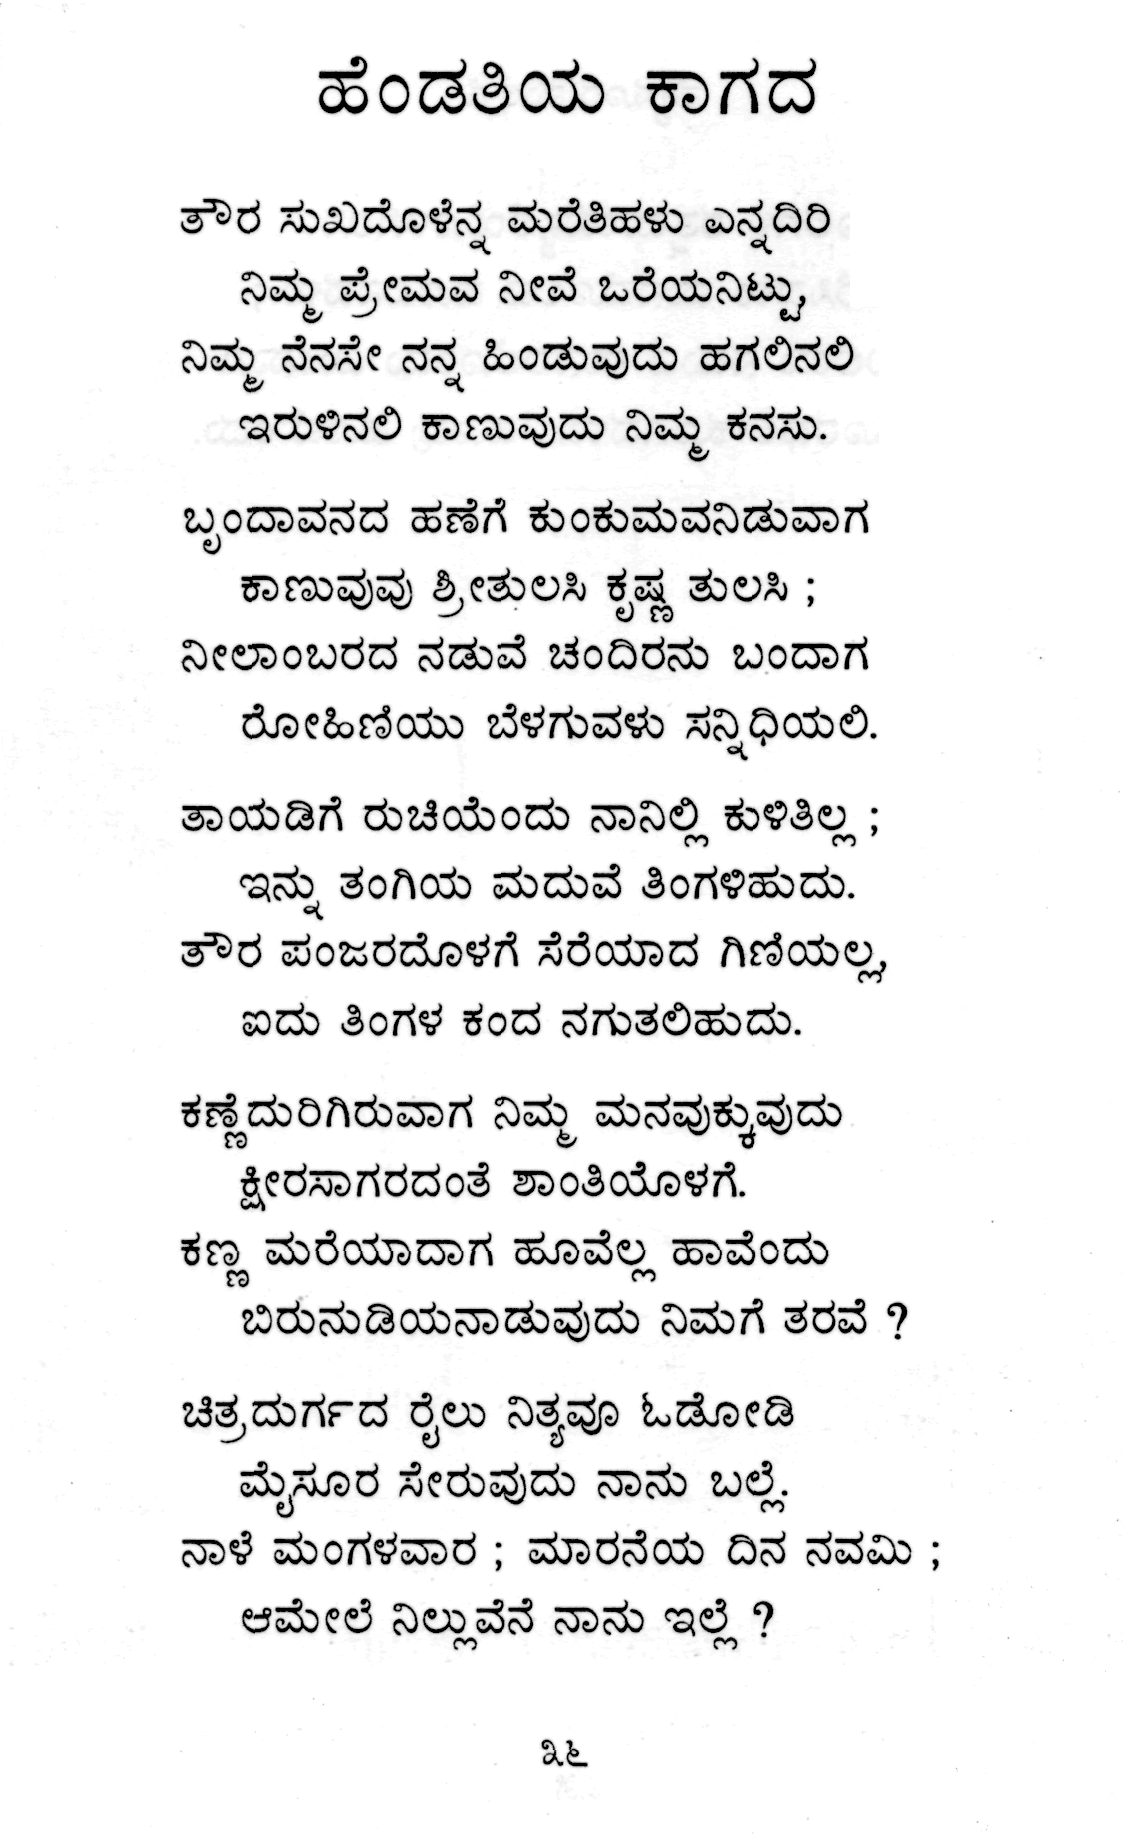 ಹೆಂಡತಿಯ ಕಾಗದ
ತೌರ ಸುಖದೊಳೆನ್ನ ಮರೆತಿಹಳು ಎನ್ನದಿರಿ
ನಿಮ್ಮ ಪ್ರೇಮವ ನೀವೆ ಒರೆಯನಿಟ್ಟು,
ನಿಮ್ಮ ನೆನಸೇ ನನ್ನ ಹಿಂಡುವುದು ಹಗಲಿನಲಿ
ಇರುಳಿನಲಿ ಕಾಣುವುದು ನಿಮ್ಮ ಕನಸು.
ಬೃಂದಾವನದ ಹಣೆಗೆ ಕುಂಕುಮವನಿಡುವಾಗ
ಕಾಣುವುವು ಶ್ರೀತುಲಸಿ ಕೃಷ್ಣ ತುಲಸಿ ;
ನೀಲಾಂಬರದ ನಡುವೆ ಚಂದಿರನು ಬಂದಾಗ
ರೋಹಿಣಿಯು ಬೆಳಗುವಳು ಸನ್ನಿಧಿಯಲಿ.
ತಾಯಡಿಗೆ ರುಚಿಯೆಂದು ನಾನಿಲ್ಲಿ ಕುಳಿತಿಲ್ಲ ;
ಇನ್ನು ತಂಗಿಯ ಮದುವೆ ತಿಂಗಳಿಹುದು.
ತೌರ ಪಂಜರದೊಳಗೆ ಸೆರೆಯಾದ ಗಿಣಿಯಲ್ಲ,
ಐದು ತಿಂಗಳ ಕಂದ ನಗುತಲಿಹುದು.
ಕಣ್ಣೆದುರಿಗಿರುವಾಗ ನಿಮ್ಮ ಮನವುಕ್ಕುವುದು
ಕ್ಷೀರಸಾಗರದಂತೆ ಶಾಂತಿಯೊಳಗೆ.
ಕಣ್ಣ ಮರೆಯಾದಾಗ ಹೂವೆಲ್ಲ ಹಾವೆಂದು
ಬಿರುನುಡಿಯನಾಡುವುದು ನಿಮಗೆ ತರವೆ ?
ಚಿತ್ರದುರ್ಗದ ರೈಲು ನಿತ್ಯವೂ ಓಡೋಡಿ
ಮೈಸೂರ ಸೇರುವುದು ನಾನು ಬಲ್ಲೆ.
ನಾಳೆ ಮಂಗಳವಾರ ; ಮಾರನೆಯ ದಿನ ನವಮಿ ;
ಆಮೇಲೆ ನಿಲ್ಲುವೆನೆ ನಾನು ಇಲ್ಲೆ ?
೩೬